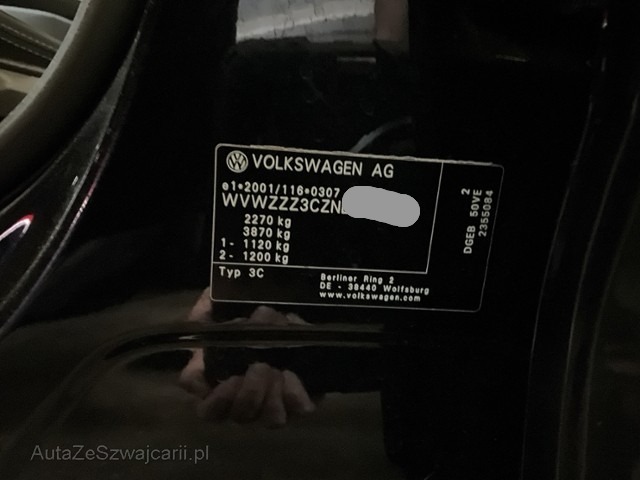 VOLKSWAGEN AG
e1*2001/116*0307
WVWZZZ3CZN
2270 kg
3870 kg
1- 1120 kg
2- 1200 kg
Typ 3C
Berliner Ring 2
DE - 38440 Wolfsburg
www.volkswagen.com
2
DGEB 50VE
2355084
AutaZeSzwajcarii.pl